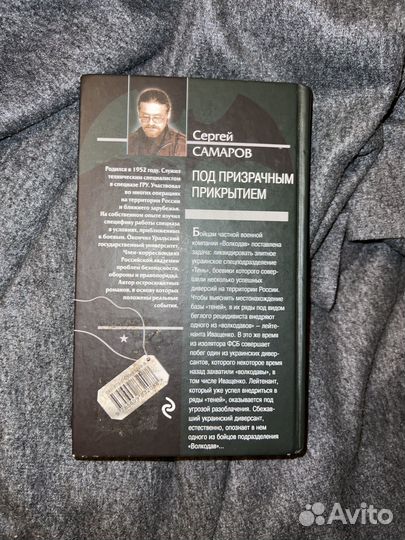 Сергей
САМАРОВ
Родился в 1952 году. Служил
техническим специалистом
в спецназе ГРУ. Участвовал
во многих операциях
на территории России
и ближнего зарубежья.
На собственном опыте изучил
специфику работы спецназа
в условиях, приближенных
к боевым. Окончил Уральский
государственный университет.
Член-корреспондент
Российской академии
проблем безопасности,
обороны и правопорядка.
Автор остросюжетных
романов, в основу которых
положены реальные
события.
ПОД ПРИЗРАЧНЫМ
ПРИКРЫТИЕМ
Бойцам частной военной
компании «Волкодав» поставлена
задача: ликвидировать элитное
украинское спецподразделение
«Тень», боевики которого совер-
шили несколько успешных
диверсий на территории России.
Чтобы выяснить местонахождение
базы «теней», в их ряды под видом
беглого рецидивиста внедряют
одного из «волкодавов» – лейте-
нанта Иващенко. В это же время
из изолятора ФСБ совершает
побег один из украинских дивер-
сантов, которого некоторое время
назад захватили «волкодавы», в
том числе Иващенко. Лейтенант,
который уже успел внедриться в
ряды «теней», оказывается под
угрозой разоблачения. Сбежав-
ший украинский диверсант,
естественно, опознает в нем
одного из бойцов подразделения
«Волкодав»...
Avito